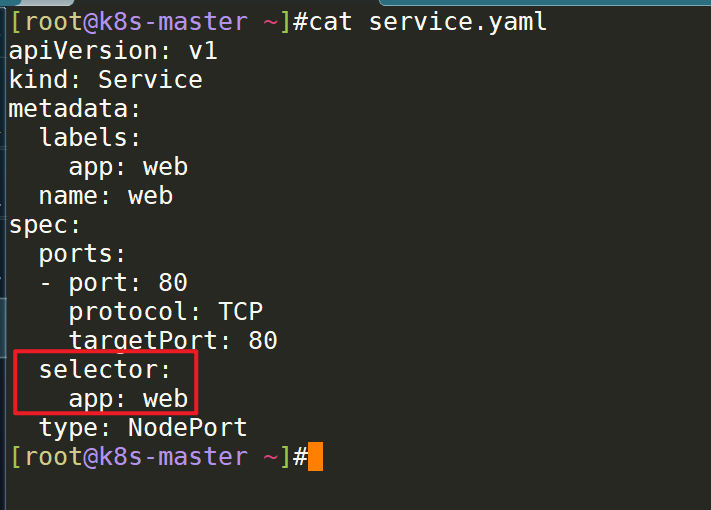 [root@k8s-master ~]#cat service.yaml
apiVersion: v1
kind: Service
metadata:
  labels:
    app: web
  name: web
spec:
  ports:
  - port: 80
    protocol: TCP
    targetPort: 80
  selector:
    app: web
  type: NodePort
[root@k8s-master ~]#